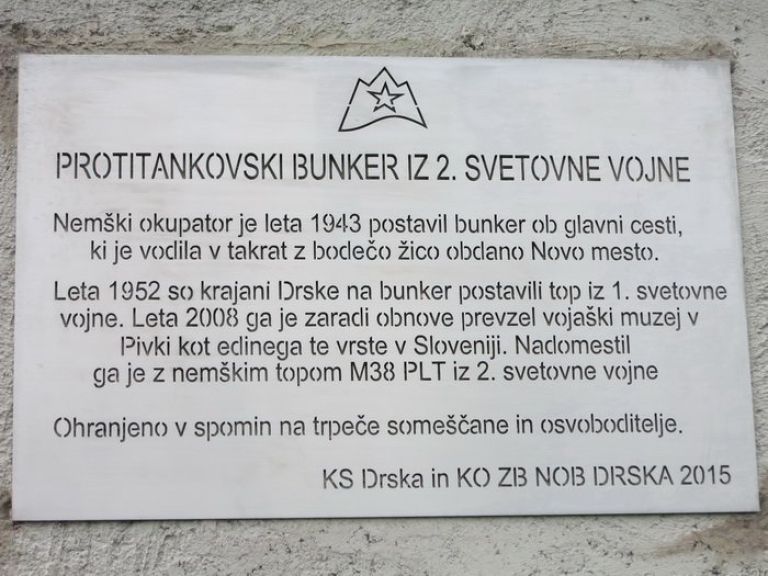 PROTITANKOVSKI BUNKER IZ 2. SVETOVNE VOJNE
Nemški okupator je leta 1943 postavil bunker ob glavni cesti,
ki je vodila v takrat z bodečo žico obdano Novo mesto.
Leta 1952 so krajani Drske na bunker postavili top iz 1. svetovne
vojne. Leta 2008 ga je zaradi obnove prevzel vojaški muzej v
Pivki kot edinega te vrste v Sloveniji. Nadomestil
ga je z nemškim topom M38 PLT iz 2. svetovne vojne
Ohranjeno v spomin na trpeče someščane in osvoboditelje.
KS Drska in KO ZB NOB DRSKA 2015